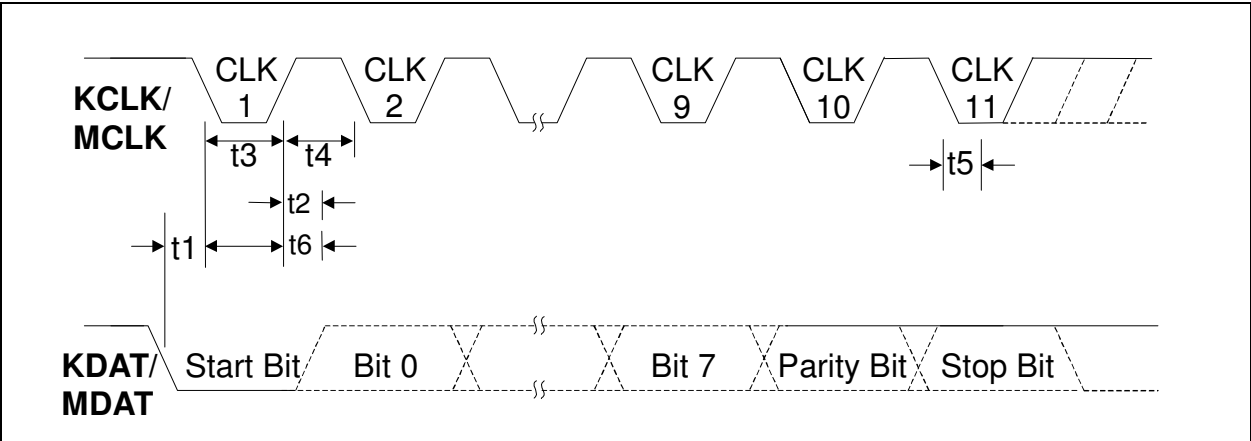 CLK 1
CLK 2
CLK 9
CLK 10
CLK 11
KCLK/
MCLK
t3
t4
t5
t2
t1
t6
KDAT/
MDAT
Start Bit
Bit 0
Bit 7
Parity Bit
Stop Bit